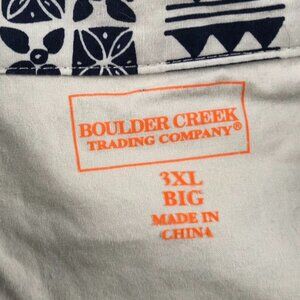 BOULDER CREEK
TRADING COMPANY®
3XL
BIG
MADE IN
CHINA